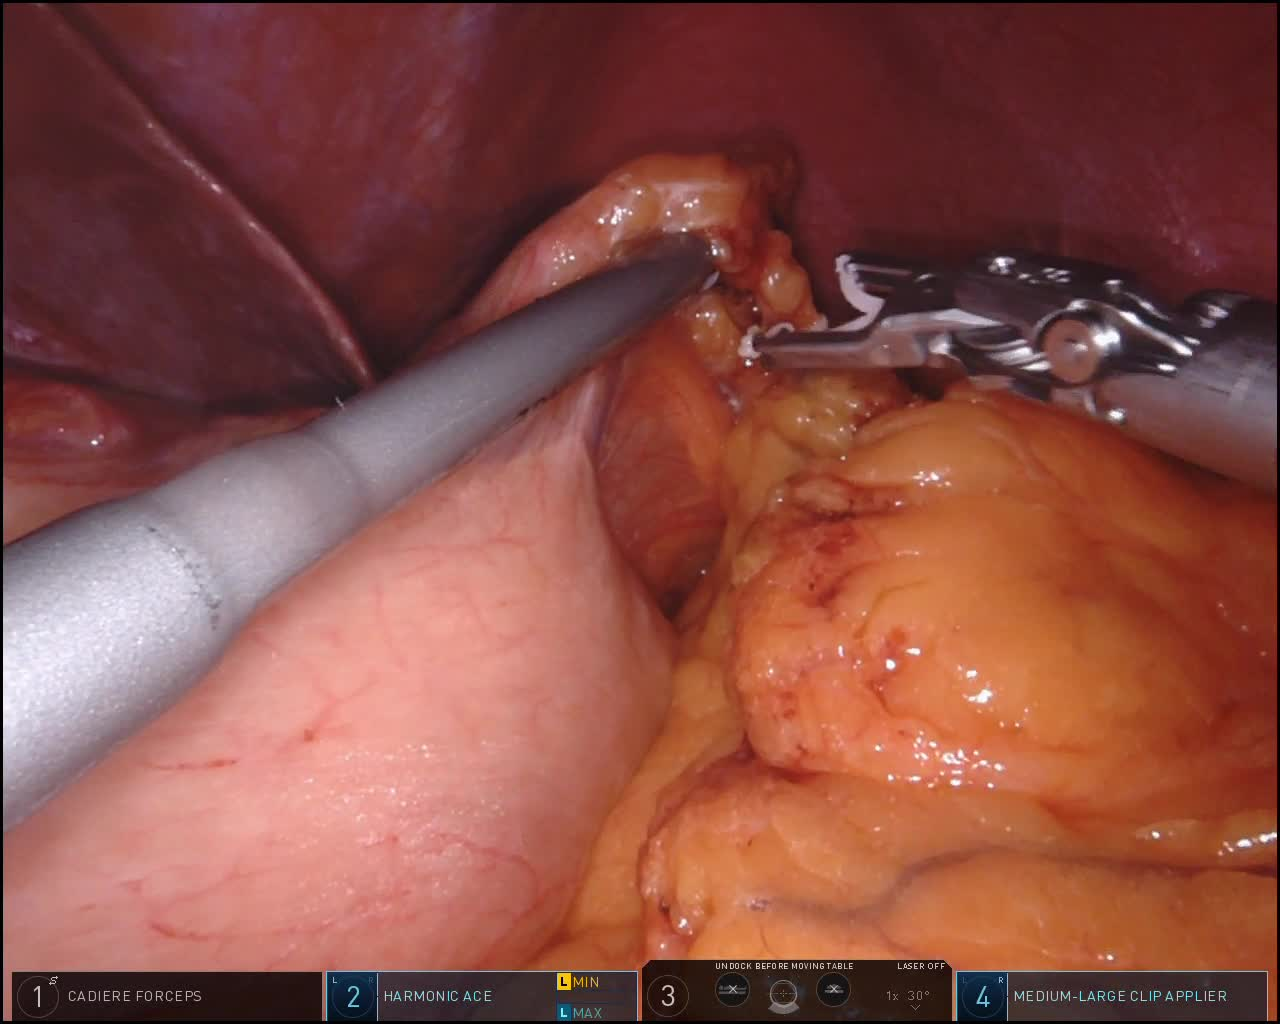 UNDOCK BEFORE MOVING TABLE LASER OFF
1 CADIERE FORCEPS
L R 2 HARMONIC ACE L MIN
L MAX
3 1x 30°
L R 4 MEDIUM-LARGE CLIP APPLIER